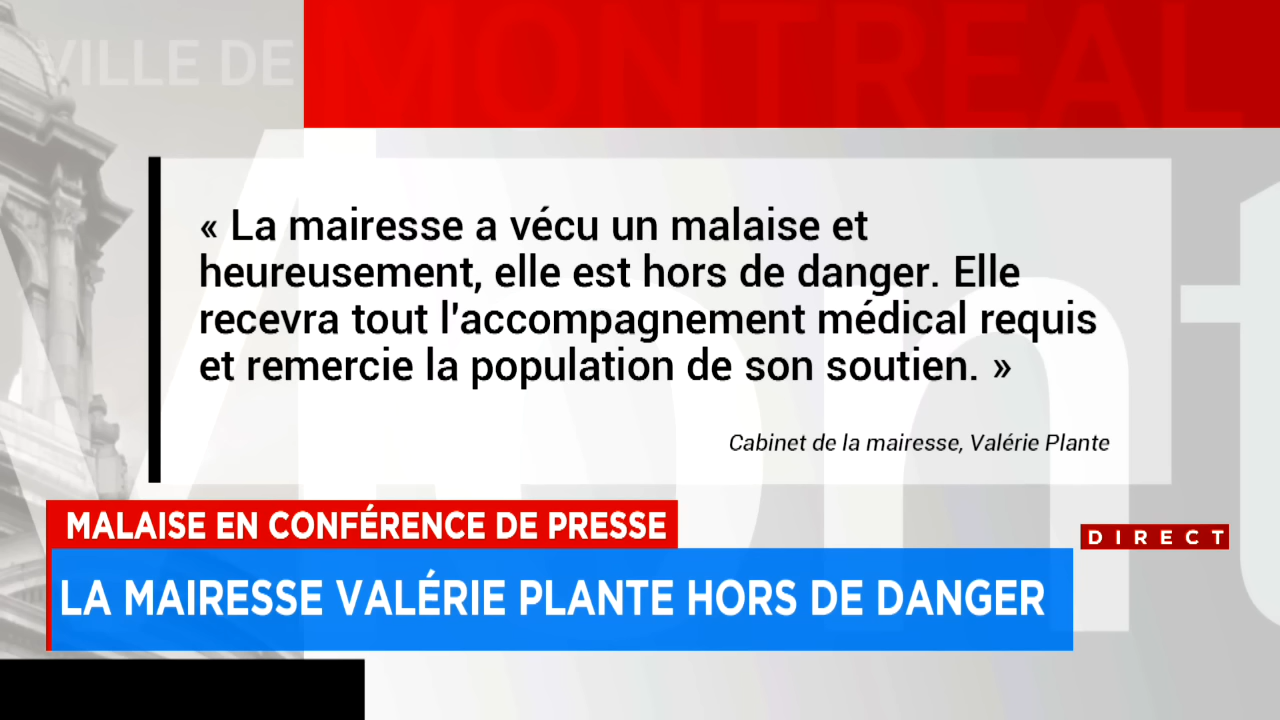 VILLE DE MONTRÉAL
« La mairesse a vécu un malaise et
heureusement, elle est hors de danger. Elle
recevra tout l'accompagnement médical requis
et remercie la population de son soutien. »
Cabinet de la mairesse, Valérie Plante
MALAISE EN CONFÉRENCE DE PRESSE
DIRECT
LA MAIRESSE VALÉRIE PLANTE HORS DE DANGER